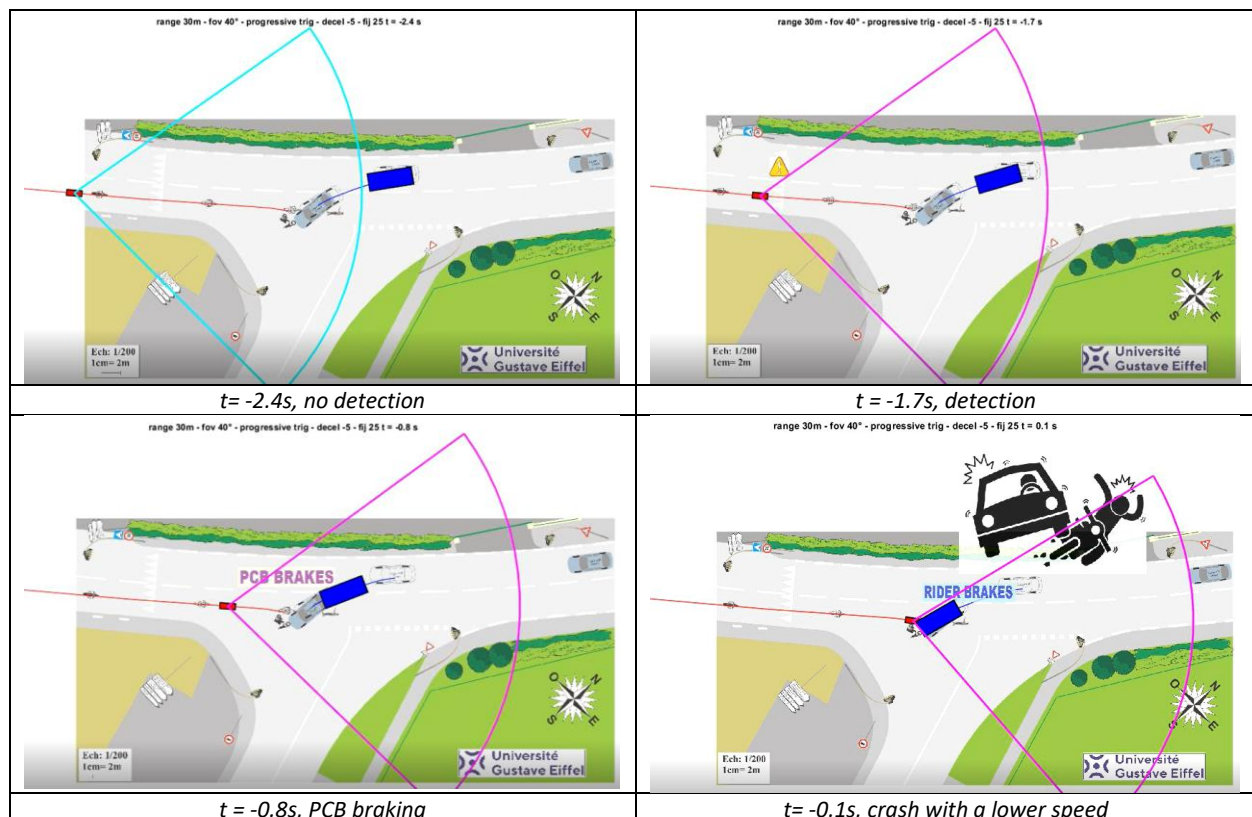 range 30m - fov 40° - progressive trig - decel -5 - fij 25 t = -2.4 s
N
O
E
S
Ech: 1/200
1cm= 2m
Université
Gustave Eiffel
t= -2.4s, no detection
range 30m - fov 40° - progressive trig - decel -5 - fij 25 t = -1.7 s
N
O
E
S
Ech: 1/200
1cm= 2m
Université
Gustave Eiffel
t = -1.7s, detection
range 30m - fov 40° - progressive trig - decel -5 - fij 25 t = -0.8 s
PCB BRAKES
N
O
E
S
Ech: 1/200
1cm= 2m
Université
Gustave Eiffel
t = -0.8s, PCB braking
range 30m - fov 40° - progressive trig - decel -5 - fij 25 t = 0.1 s
RIDER BRAKES
N
O
E
S
Ech: 1/200
1cm= 2m
Université
Gustave Eiffel
t= -0.1s, crash with a lower speed